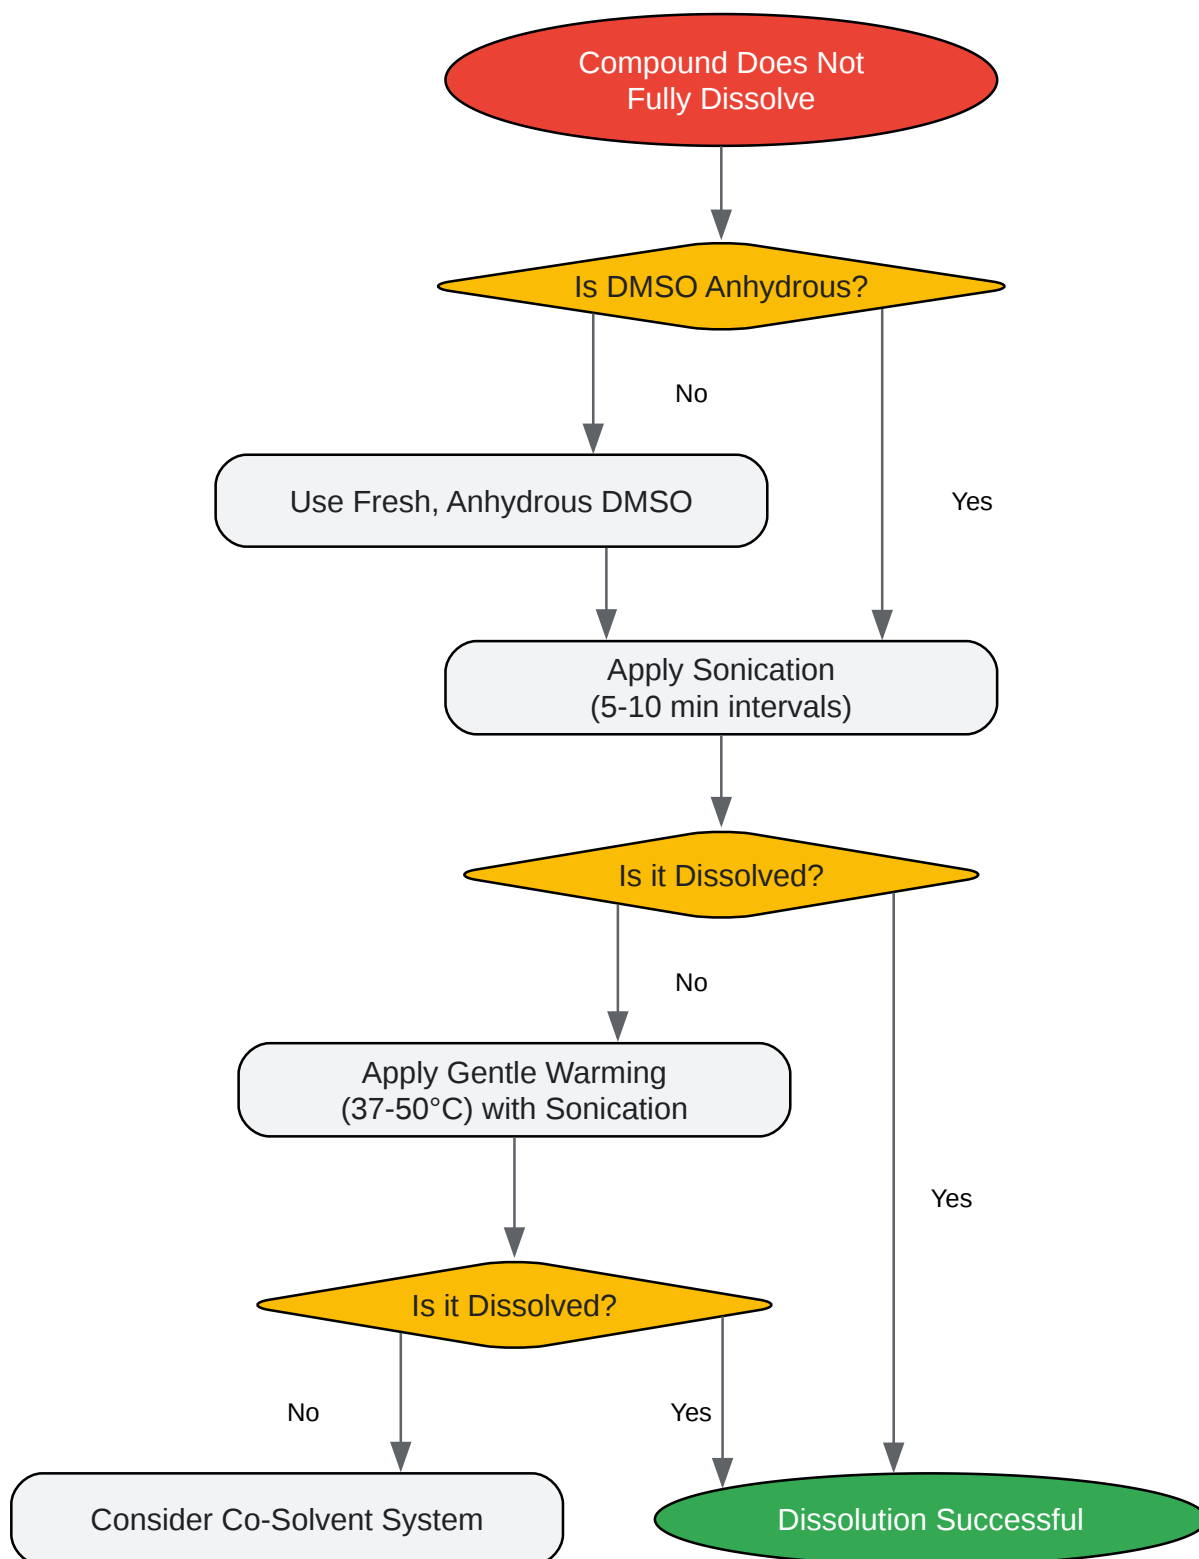 Compound Does Not
Fully Dissolve
Is DMSO Anhydrous?
No
Use Fresh, Anhydrous DMSO
Yes
Apply Sonication
(5-10 min intervals)
Is it Dissolved?
No
Apply Gentle Warming
(37-50°C) with Sonication
Yes
Is it Dissolved?
No
Yes
Consider Co-Solvent System
Dissolution Successful